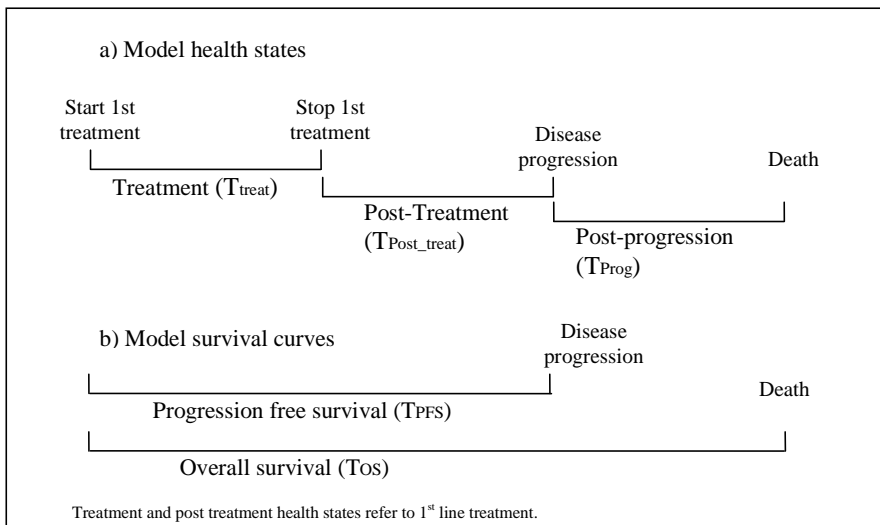 a) Model health states
Start 1st
treatment
Stop 1st
treatment
Disease
progression
Death
Treatment (Ttreat)
Post-Treatment
(TPost_treat)
Post-progression
(TProg)
b) Model survival curves
Disease
progression
Death
Progression free survival (TPFS)
Overall survival (TOS)
Treatment and post treatment health states refer to 1st line treatment.